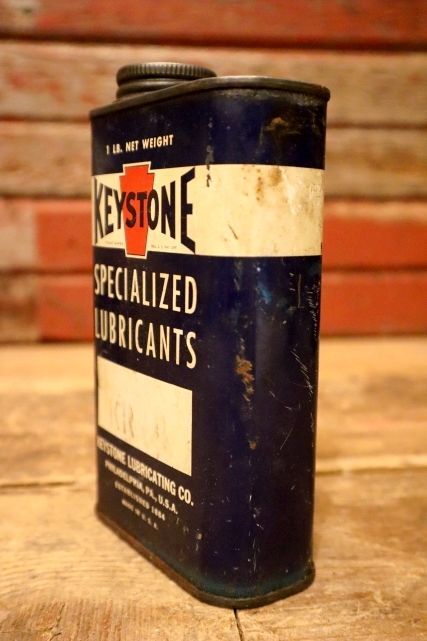 1 LB. NET WEIGHT
KEYSTONE
SPECIALIZED
LUBRICANTS
KEYSTONE LUBRICATING CO.
PHILADELPHIA, PA., U.S.A.
ESTABLISHED 1884
MADE IN U.S.A.